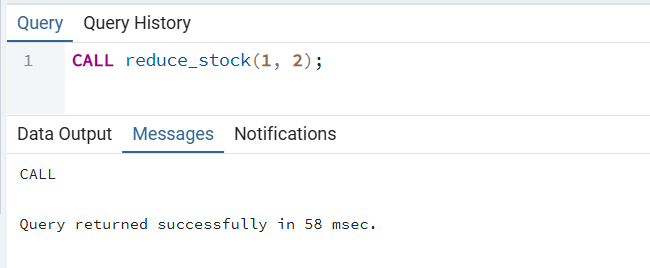 Query Query History
1 CALL reduce_stock(1, 2);
Data Output Messages Notifications
CALL
Query returned successfully in 58 msec.